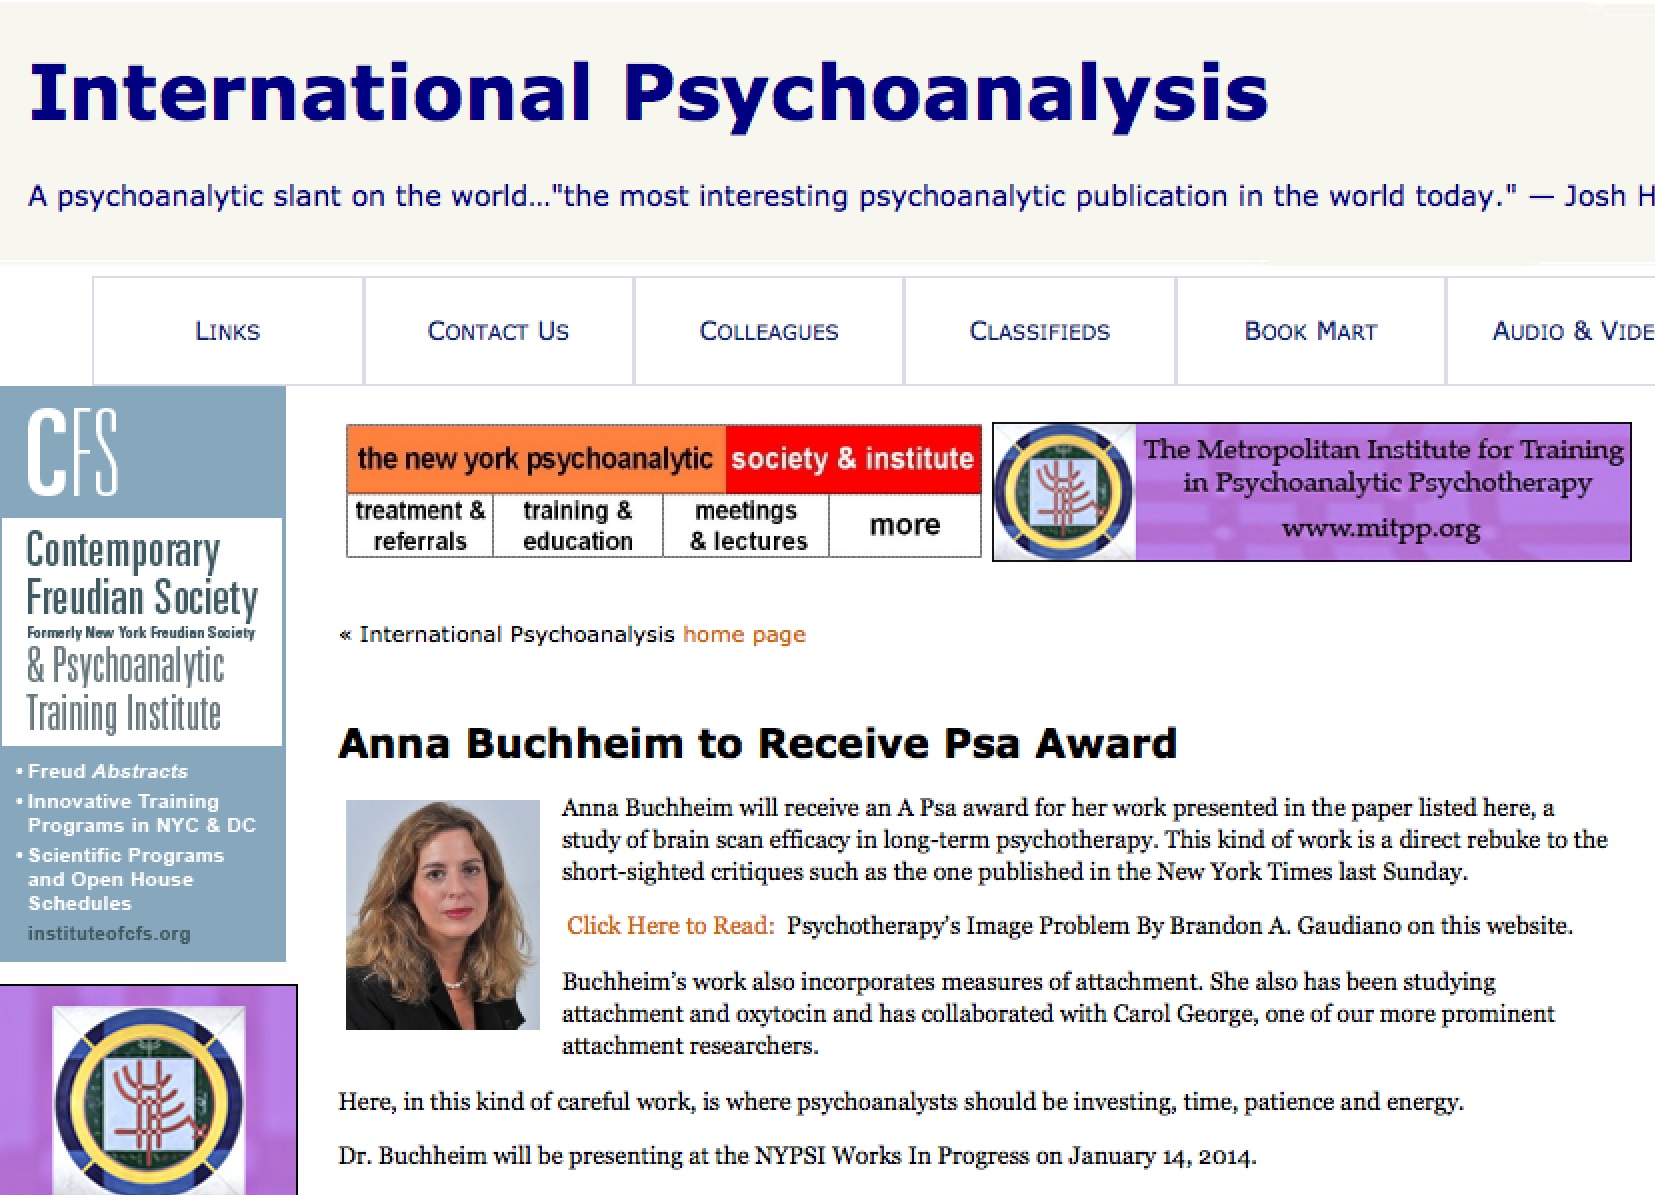 International Psychoanalysis
A psychoanalytic slant on the world..."the most interesting psychoanalytic publication in the world today." — Josh H
LINKS
CONTACT US
COLLEAGUES
CLASSIFIEDS
BOOK MART
AUDIO & VIDE
CFS
Contemporary
Freudian Society
Formerly New York Freudian Society
& Psychoanalytic
Training Institute
• Freud Abstracts
• Innovative Training
Programs in NYC & DC
• Scientific Programs
and Open House
Schedules
instituteofcfs.org
the new york psychoanalytic society & institute
treatment &
referrals
training &
education
meetings
& lectures
more
The Metropolitan Institute for Training
in Psychoanalytic Psychotherapy
www.mitpp.org
« International Psychoanalysis home page
Anna Buchheim to Receive Psa Award
Anna Buchheim will receive an A Psa award for her work presented in the paper listed here, a
study of brain scan efficacy in long-term psychotherapy. This kind of work is a direct rebuke to the
short-sighted critiques such as the one published in the New York Times last Sunday.
Click Here to Read: Psychotherapy's Image Problem By Brandon A. Gaudiano on this website.
Buchheim's work also incorporates measures of attachment. She also has been studying
attachment and oxytocin and has collaborated with Carol George, one of our more prominent
attachment researchers.
Here, in this kind of careful work, is where psychoanalysts should be investing, time, patience and energy.
Dr. Buchheim will be presenting at the NYPSI Works In Progress on January 14, 2014.